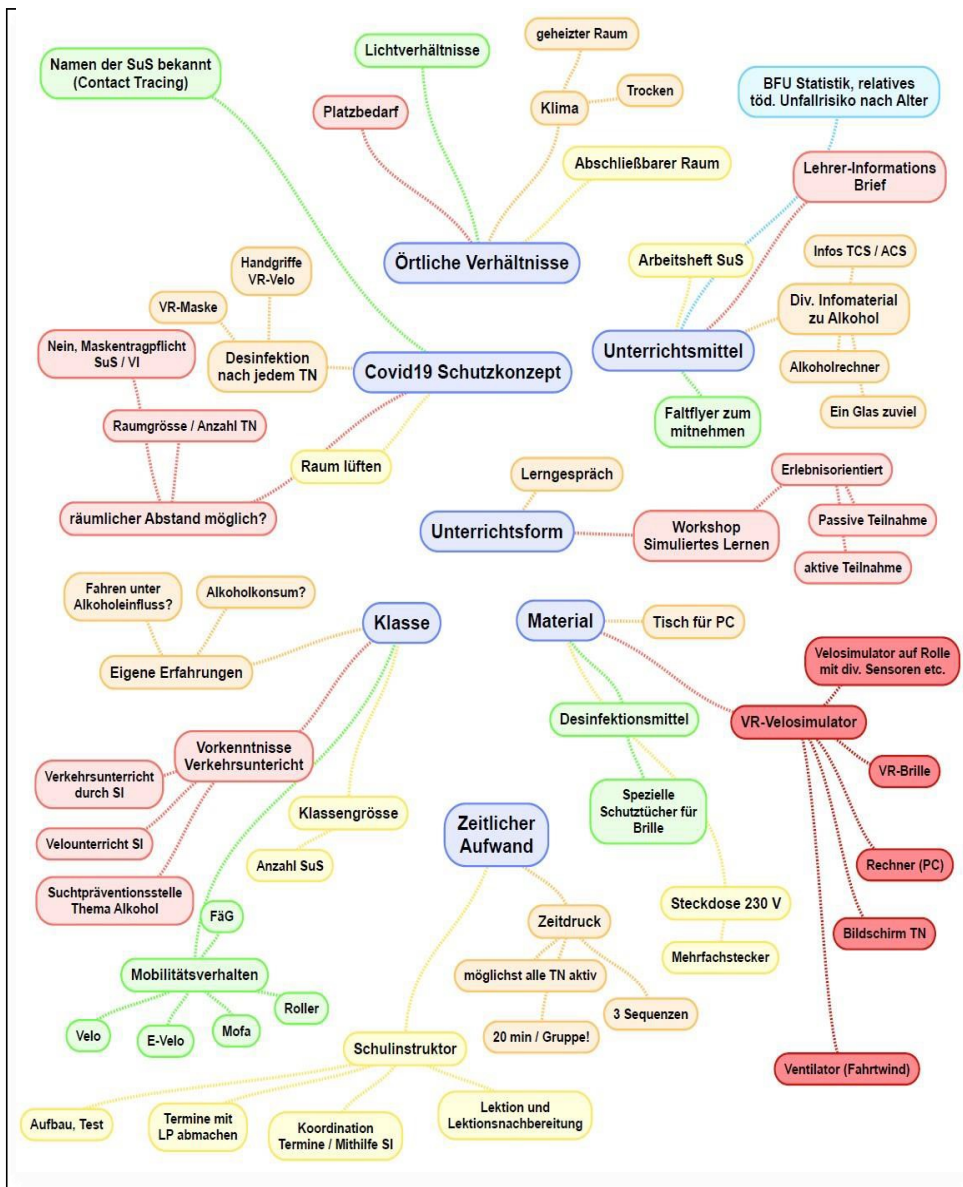 Namen der SuS bekannt
(Contact Tracing)
Lichtverhältnisse
geheizter Raum
Platzbedarf
Klima
Trocken
Abschließbarer Raum
Örtliche Verhältnisse
BFU Statistik, relatives
töd. Unfallrisiko nach Alter
Lehrer-Informations
Brief
Arbeitsheft SuS
Infos TCS / ACS
Div. Infomaterial
zu Alkohol
Unterrichtsmittel
Alkoholrechner
Ein Glas zuviel
Faltflyer zum
mitnehmen
Handgriffe
VR-Velo
VR-Maske
Desinfektion
nach jedem TN
Covid19 Schutzkonzept
Nein, Maskentragpflicht
SuS / VI
Raumgrösse / Anzahl TN
Raum lüften
räumlicher Abstand möglich?
Lerngespräch
Unterrichtsform
Workshop
Simuliertes Lernen
Erlebnisorientiert
Passive Teilnahme
aktive Teilnahme
Fahren unter
Alkoholeinfluss?
Alkoholkonsum?
Klasse
Eigene Erfahrungen
Vorkenntnisse
Verkehrsuntericht
Verkehrsunterricht
durch SI
Velounterricht SI
Suchtpräventionsstelle
Thema Alkohol
Klassengrösse
Anzahl SuS
FäG
Mobilitätsverhalten
Velo
E-Velo
Mofa
Roller
Material
Tisch für PC
Desinfektionsmittel
Spezielle
Schutztücher für
Brille
Steckdose 230 V
Mehrfachstecker
Velosimulator auf Rolle
mit div. Sensoren etc.
VR-Velosimulator
VR-Brille
Rechner (PC)
Bildschirm TN
Ventilator (Fahrtwind)
Zeitlicher
Aufwand
Zeitdruck
möglichst alle TN aktiv
20 min / Gruppe!
3 Sequenzen
Schulinstruktor
Aufbau, Test
Termine mit
LP abmachen
Koordination
Termine / Mithilfe SI
Lektion und
Lektionsnachbereitung